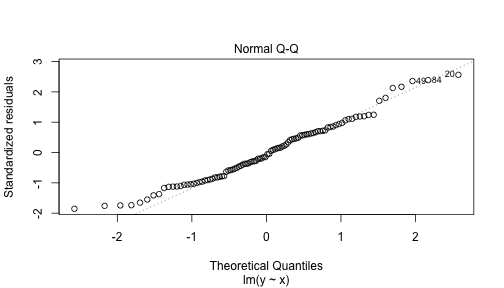 Normal Q-Q
Standardized residuals
3
2
1
0
-1
-2
49
84
20
-2 -1 0 1 2
Theoretical Quantiles
lm(y ~ x)